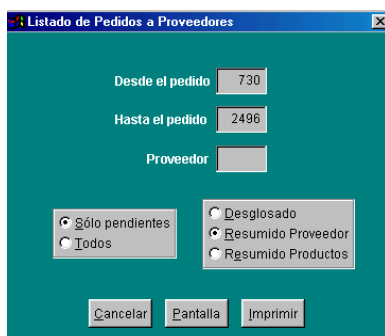 Listado de Pedidos a Proveedores
Desde el pedido 730
Hasta el pedido 2496
Proveedor
Sólo pendientes
Todos
Desglosado
Resumido Proveedor
Resumido Productos
Cancelar Pantalla Imprimir